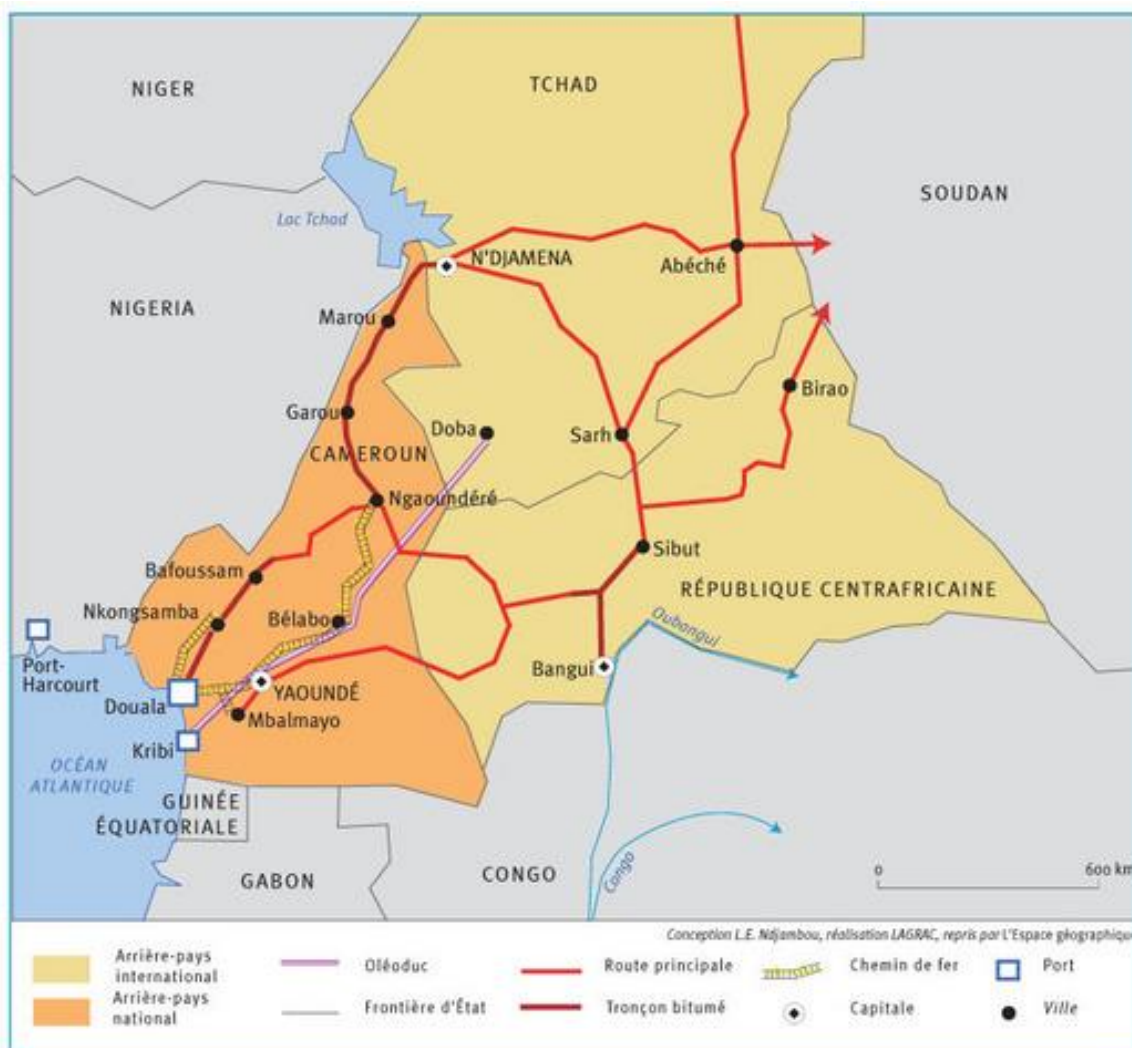 NIGER
TCHAD
SOUDAN
Lac Tchad
N'DJAMENA
Abéché
NIGERIA
Marou
Birao
Garou
Doba
Sarh
CAMEROUN
Ngaoundéré
Sibut
Bafoussam
RÉPUBLIQUE CENTRAFRICAINE
Nkongsamba
Bélabo
Oubangui
Port-
Harcourt
Bangui
YAOUNDÉ
Douala
Mbalmayo
Kribi
OCÉAN
ATLANTIQUE
GUINÉE
ÉQUATORIALE
GABON
CONGO
Congo
0
600 km
Conception L.E. Ndjambou, réalisation LAGRAC, repris par L'Espace géographique
Arrière-pays
international
Oléoduc
Route principale
Chemin de fer
Port
Arrière-pays
national
Frontière d'État
Tronçon bitumé
Capitale
Ville